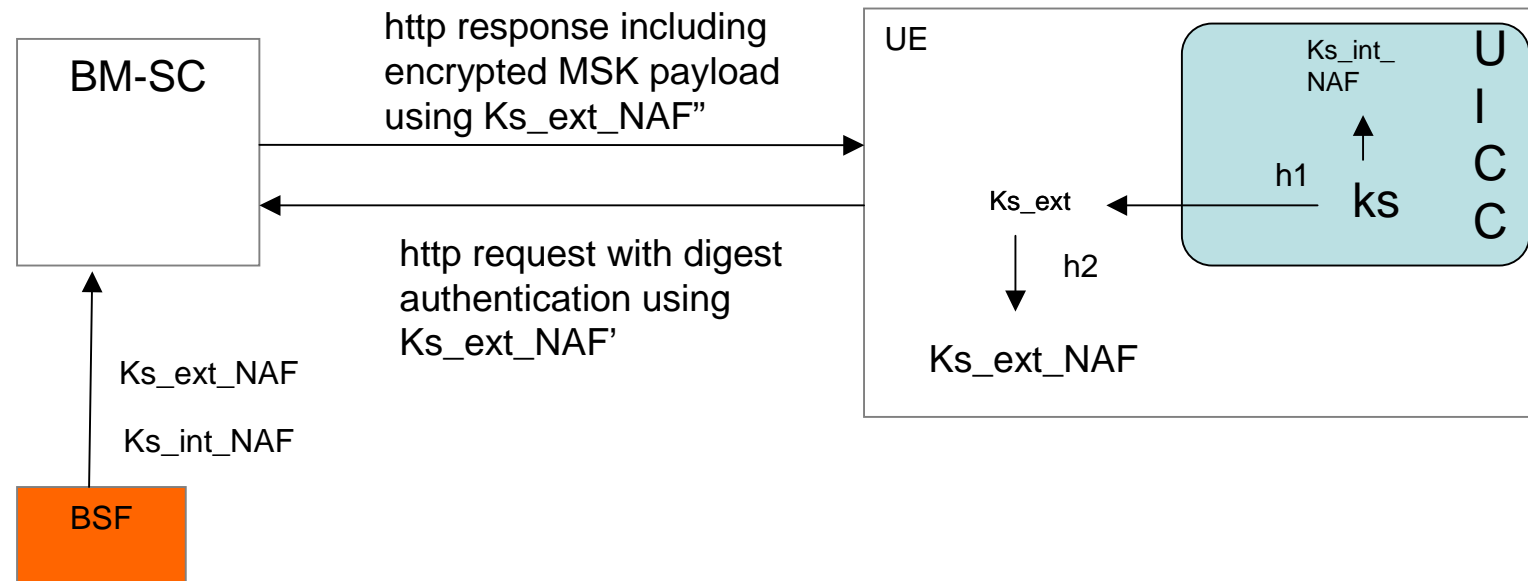 BM-SC
http response including
encrypted MSK payload
using Ks_ext_NAF”
UE
Ks_int_
NAF
U
I
C
C
h1
ks
Ks_ext
h2
Ks_ext_NAF
http request with digest
authentication using
Ks_ext_NAF’
Ks_ext_NAF
Ks_int_NAF
BSF